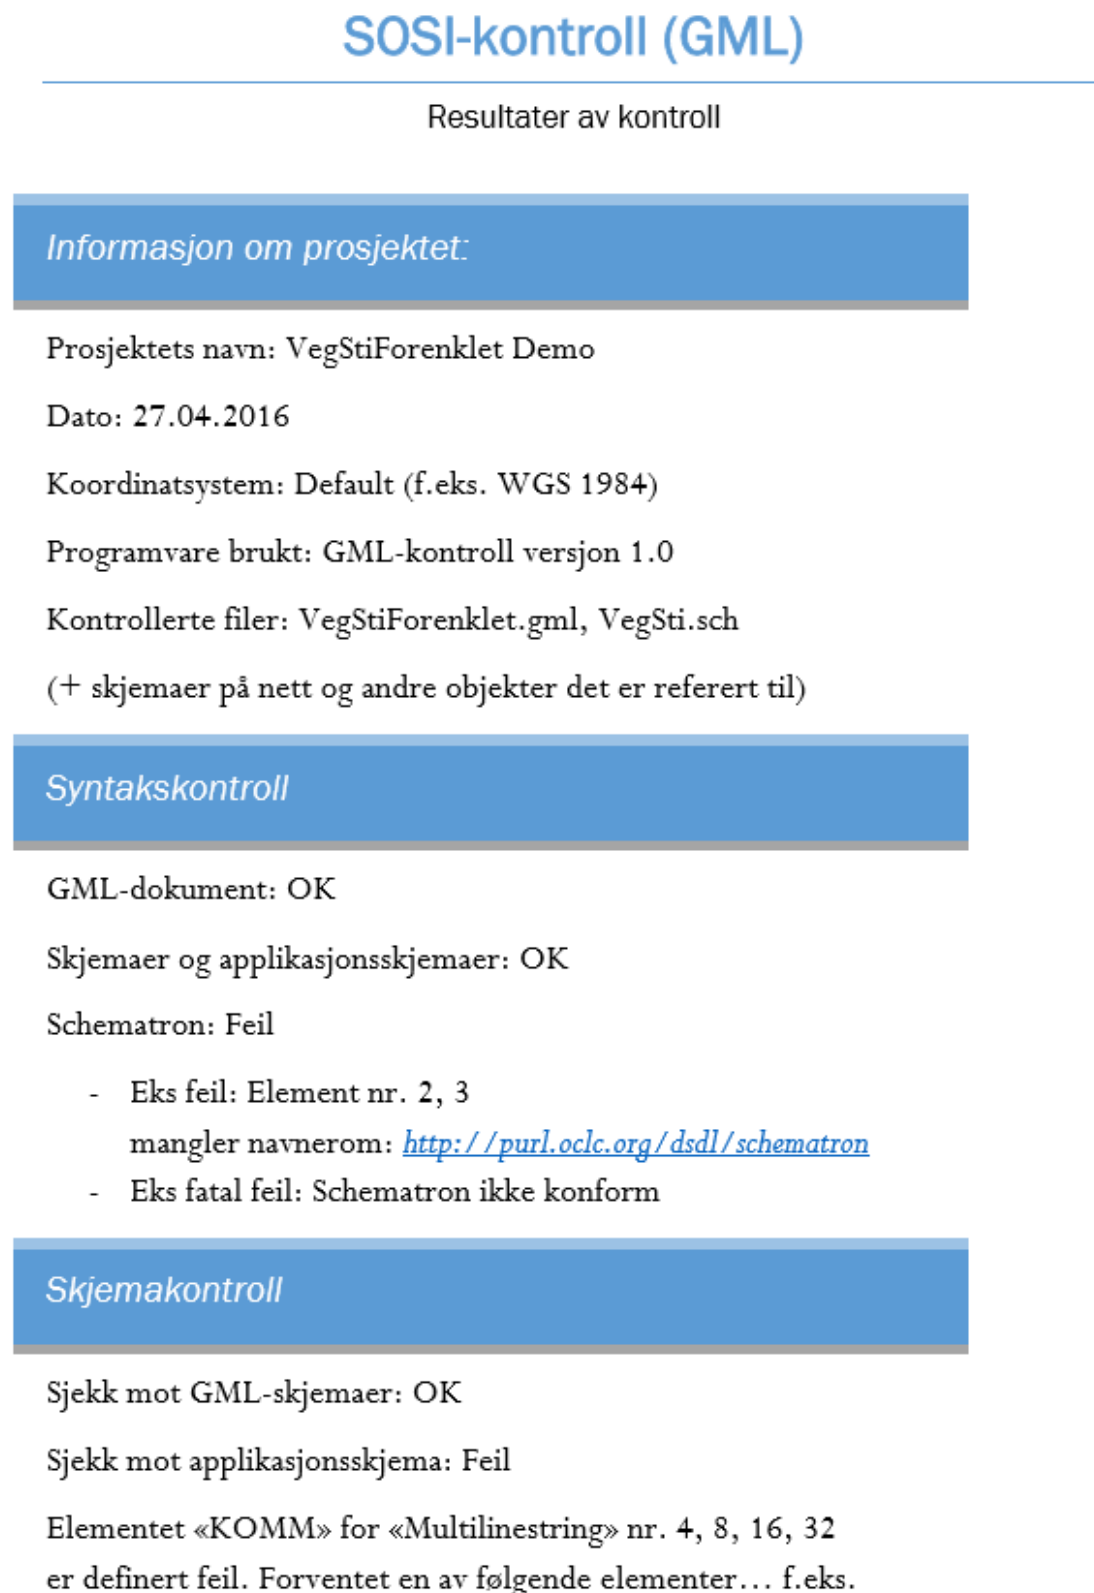 SOSI-kontroll (GML)
Resultater av kontroll
Informasjon om prosjektet:
Prosjektets navn: VegStiForenklet Demo
Dato: 27.04.2016
Koordinatsystem: Default (f.eks. WGS 1984)
Programvare brukt: GML-kontroll versjon 1.0
Kontrollerte filer: VegStiForenklet.gml, VegSti.sch
(+ skjemaer på nett og andre objekter det er referert til)
Syntakskontroll
GML-dokument: OK
Skjemaer og applikasjonsskjemaer: OK
Schematron: Feil
- Eks feil: Element nr. 2, 3
mangler navnerom: http://purl.oclc.org/dsdl/schematron
- Eks fatal feil: Schematron ikke konform
Skjemakontroll
Sjekk mot GML-skjemaer: OK
Sjekk mot applikasjonsskjema: Feil
Elementet «KOMM» for «Multilinestring» nr. 4, 8, 16, 32
er definert feil. Forventet en av følgende elementer… f.eks.